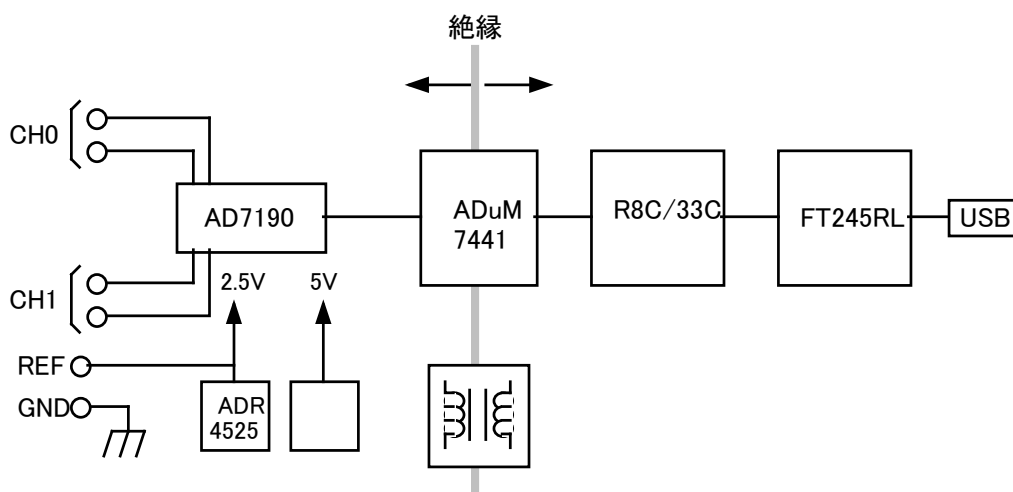 絶縁
CH0
AD7190
ADuM
7441
R8C/33C
FT245RL
USB
CH1
2.5V
5V
REF
GND
ADR
4525